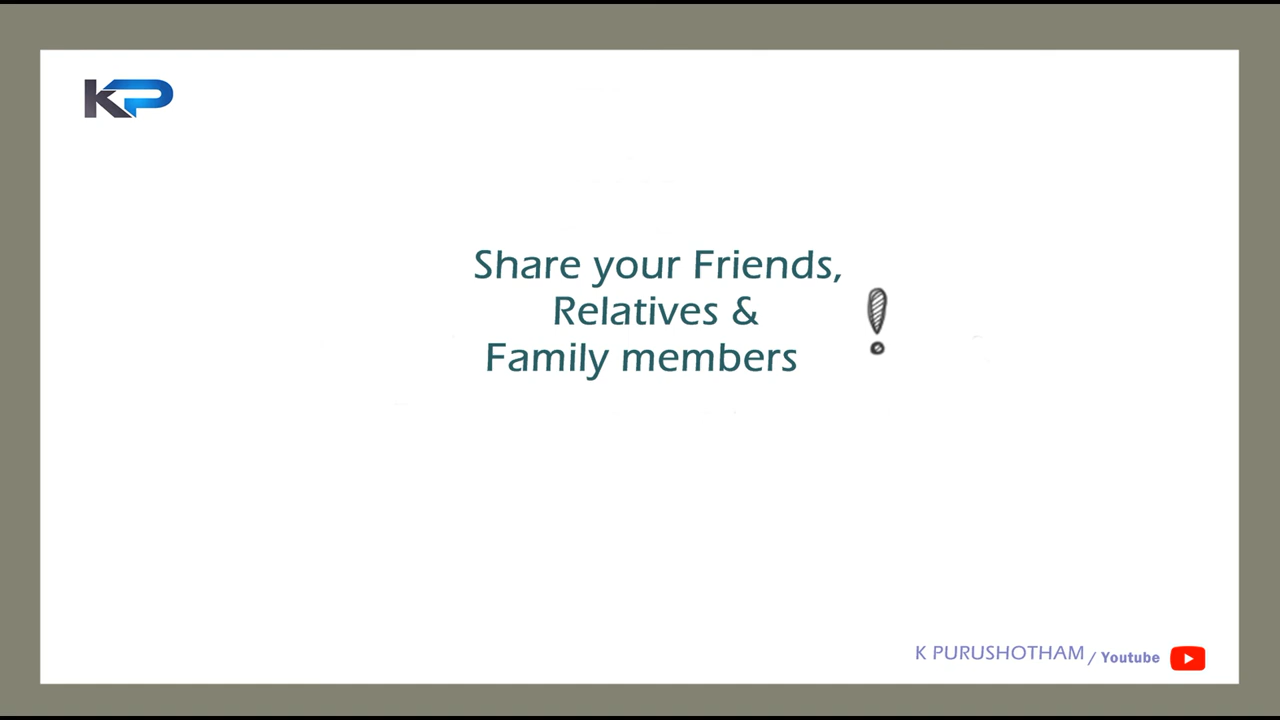 KP
Share your Friends,
Relatives &
Family members !
K PURUSHOTHAM / Youtube